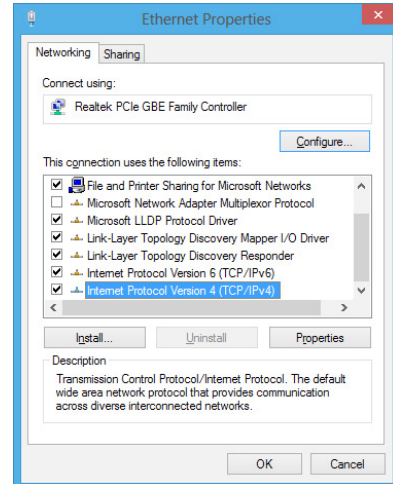 Ethernet Properties
Networking
Sharing
Connect using:
Realtek PCIe GBE Family Controller
Configure...
This connection uses the following items:
File and Printer Sharing for Microsoft Networks
Microsoft Network Adapter Multiplexor Protocol
Microsoft LLDP Protocol Driver
Link-Layer Topology Discovery Mapper I/O Driver
Link-Layer Topology Discovery Responder
Internet Protocol Version 6 (TCP/IPv6)
Internet Protocol Version 4 (TCP/IPv4)
Install...
Uninstall
Properties
Description
Transmission Control Protocol/Internet Protocol. The default
wide area network protocol that provides communication
across diverse interconnected networks.
OK
Cancel